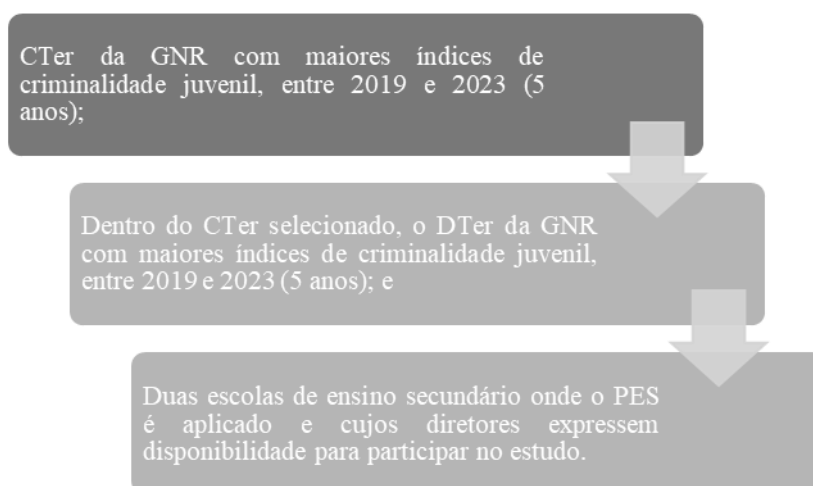 CTer da GNR com maiores índices de
criminalidade juvenil, entre 2019 e 2023 (5
anos);
Dentro do CTer selecionado, o DTer da GNR
com maiores índices de criminalidade juvenil,
entre 2019 e 2023 (5 anos); e
Duas escolas de ensino secundário onde o PES
é aplicado e cujos diretores expressem
disponibilidade para participar no estudo.